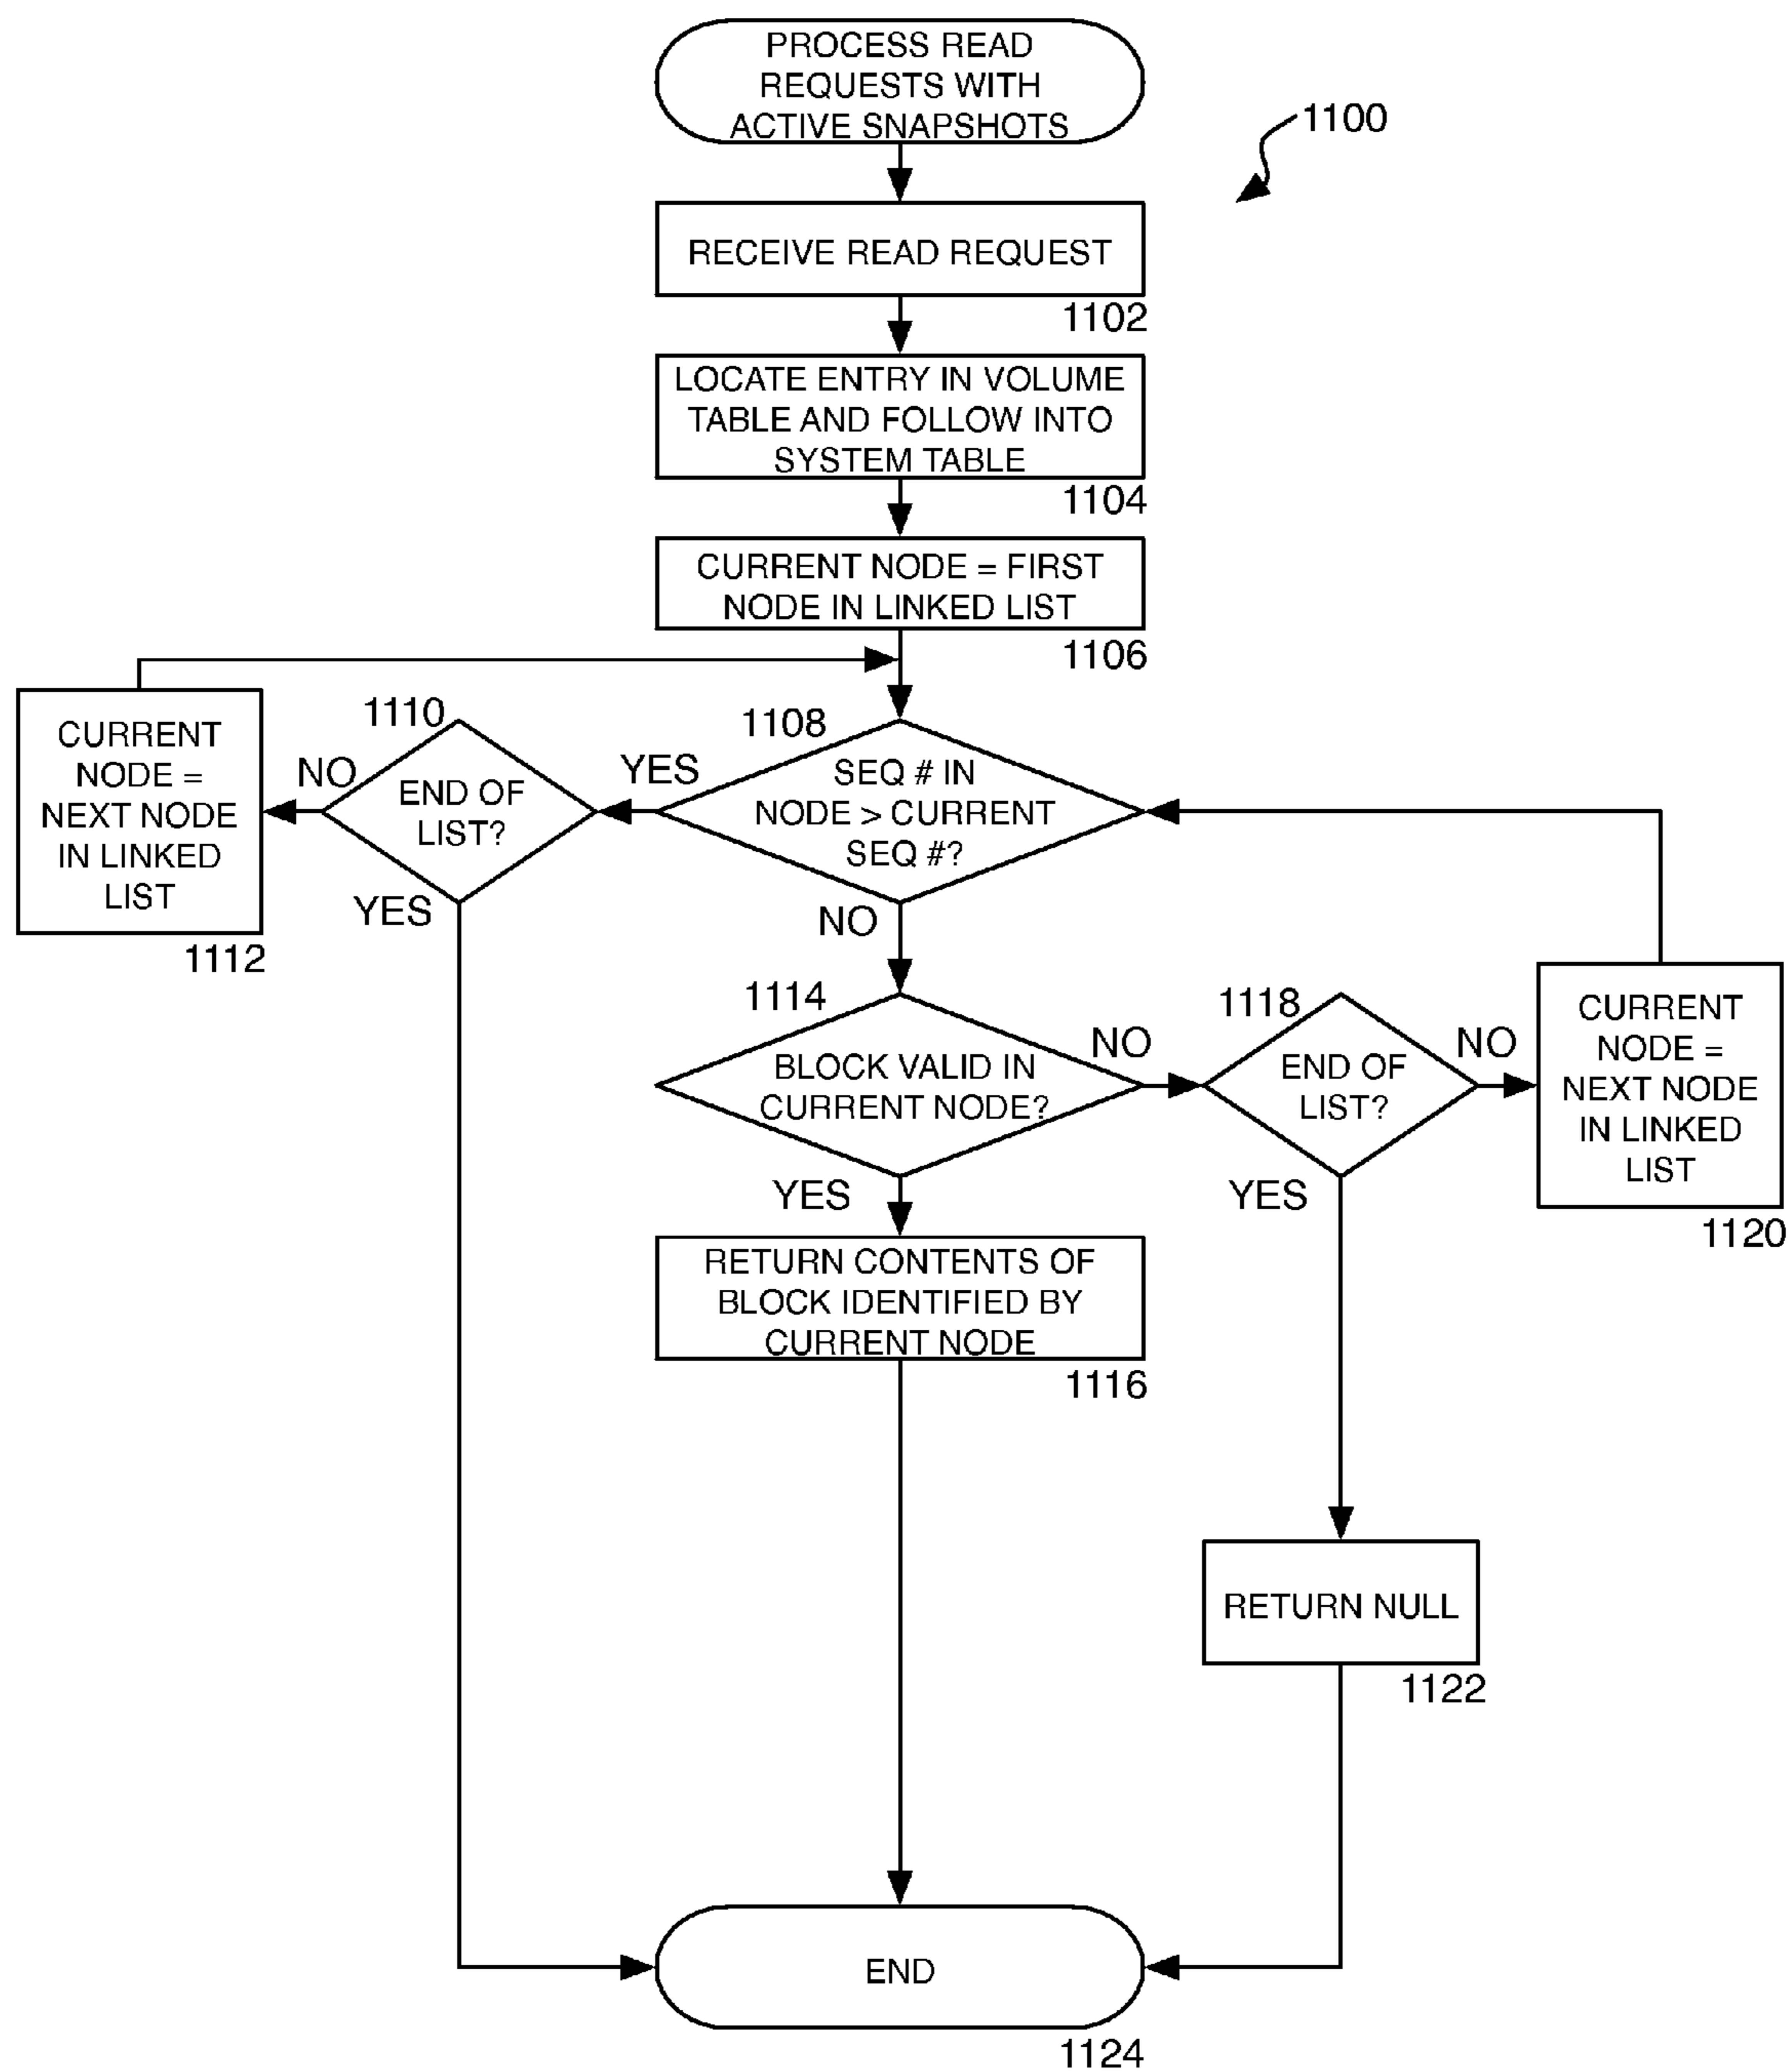 PROCESS READ
REQUESTS WITH
ACTIVE SNAPSHOTS
1100
RECEIVE READ REQUEST
1102
LOCATE ENTRY IN VOLUME
TABLE AND FOLLOW INTO
SYSTEM TABLE
1104
CURRENT NODE = FIRST
NODE IN LINKED LIST
1106
1108
SEQ # IN
NODE > CURRENT
SEQ #?
YES
NO
1110
END OF
LIST?
NO
YES
CURRENT
NODE =
NEXT NODE
IN LINKED
LIST
1112
1114
BLOCK VALID IN
CURRENT NODE?
NO
YES
1118
END OF
LIST?
NO
YES
CURRENT
NODE =
NEXT NODE
IN LINKED
LIST
1120
RETURN CONTENTS OF
BLOCK IDENTIFIED BY
CURRENT NODE
1116
RETURN NULL
1122
END
1124